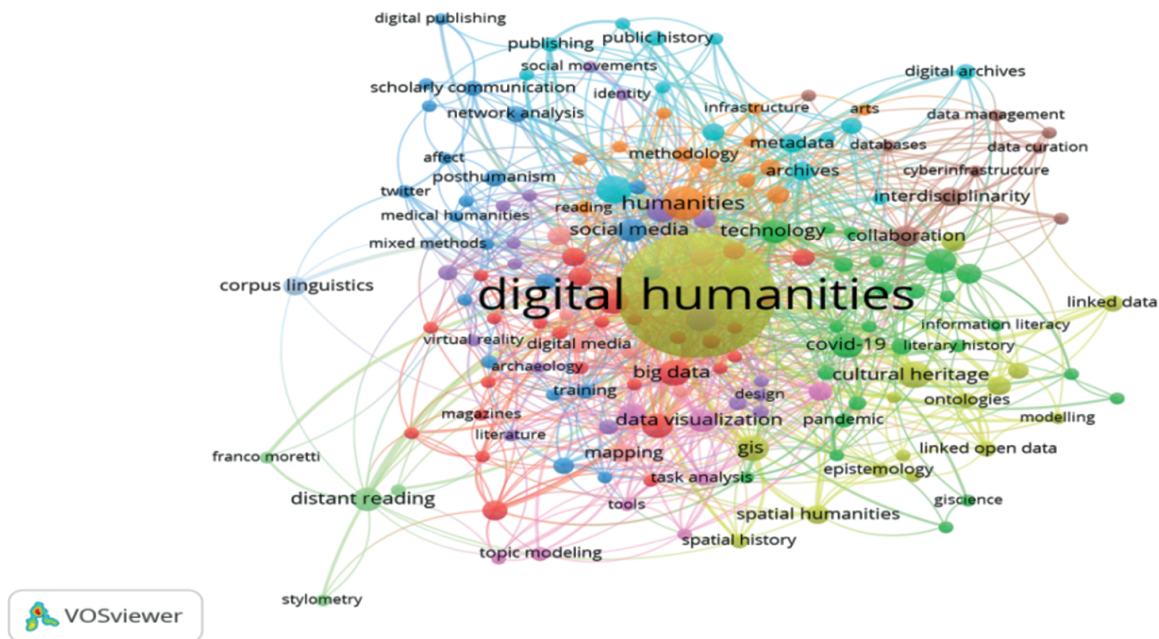 digital publishing
publishing
public history
social movements
digital archives
scholarly communication
identity
network analysis
infrastructure
arts
data management
metadata
databases
data curation
methodology
affect
archives
cyberinfrastructure
posthumanism
twitter
interdisciplinarity
reading
humanities
medical humanities
social media
technology
collaboration
mixed methods
corpus linguistics
digital humanities
linked data
information literacy
virtual reality
digital media
covid-19
literary history
archaeology
big data
cultural heritage
training
design
ontologies
magazines
data visualization
pandemic
modelling
literature
gis
linked open data
franco moretti
mapping
epistemology
task analysis
distant reading
tools
giscience
spatial humanities
spatial history
topic modeling
stylometry
VOSviewer